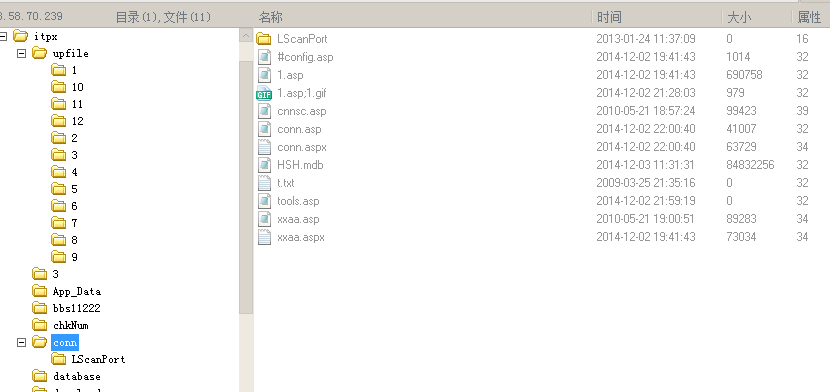 3.58.70.239 目录(1),文件(11) 名称 时间 大小 属性
itpx
upfile
1
10
11
12
2
3
4
5
6
7
8
9
3
App_Data
bbs11222
chkNum
conn
LScanPort
database
LScanPort 2013-01-24 11:37:09 0 16
#config.asp 2014-12-02 19:41:43 1014 32
1.asp 2014-12-02 19:41:43 690758 32
GIF 1.asp;1.gif 2014-12-02 21:28:03 979 32
cnnsc.asp 2010-05-21 18:57:24 99423 39
conn.asp 2014-12-02 22:00:40 41007 32
conn.aspx 2014-12-02 22:00:40 63729 34
HSH.mdb 2014-12-03 11:31:31 84832256 32
t.txt 2009-03-25 21:35:16 0 32
tools.asp 2014-12-02 21:59:19 0 32
xxaa.asp 2010-05-21 19:00:51 89283 34
xxaa.aspx 2014-12-02 19:41:43 73034 34